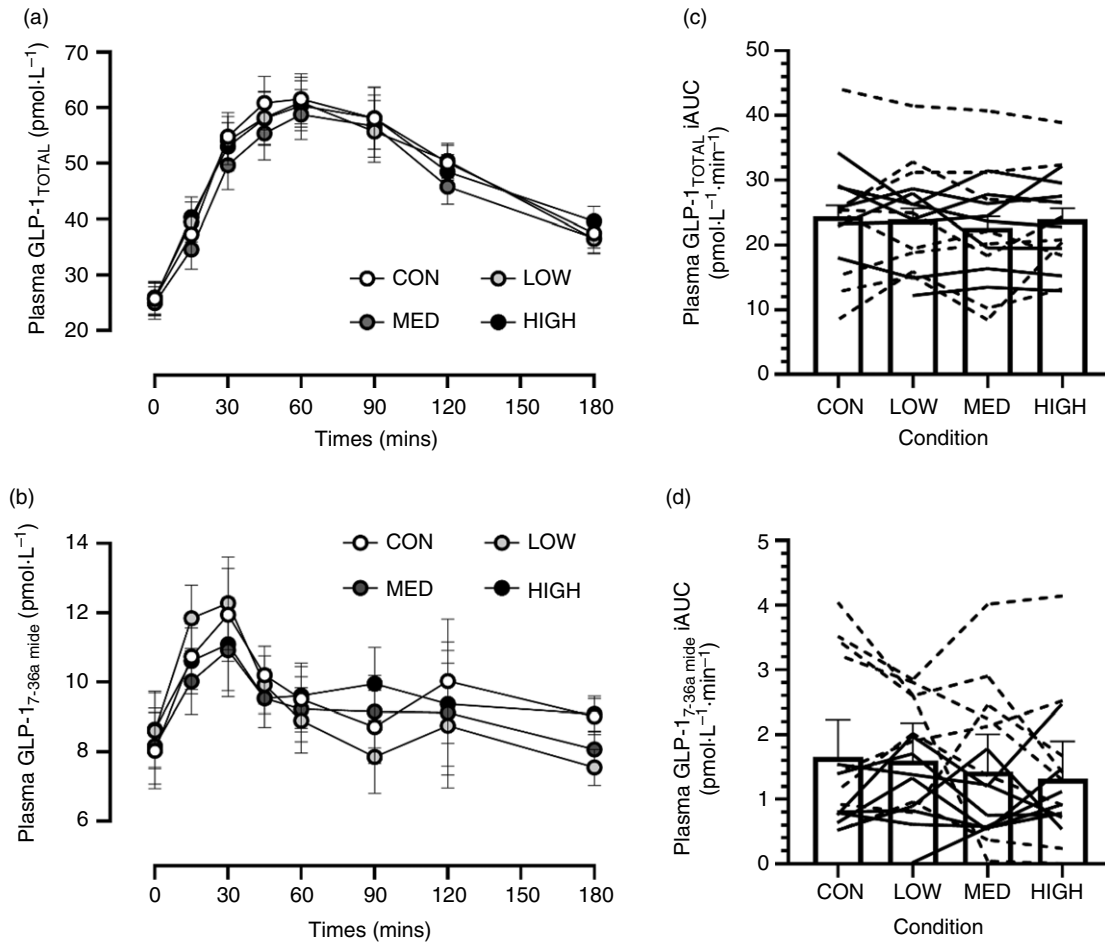 (a)
Plasma GLP-1TOTAL (pmol·L−1)
70
60
50
40
30
20
CON
LOW
MED
HIGH
0 30 60 90 120 150 180
Times (mins)
(b)
Plasma GLP-17-36a mide (pmol·L−1)
14
12
10
8
6
CON
LOW
MED
HIGH
0 30 60 90 120 150 180
Times (mins)
(c)
Plasma GLP-1TOTAL iAUC
(pmol·L−1·min−1)
50
40
30
20
10
0
CON LOW MED HIGH
Condition
(d)
Plasma GLP-17-36a mide iAUC
(pmol·L−1·min−1)
5
4
3
2
1
0
CON LOW MED HIGH
Condition